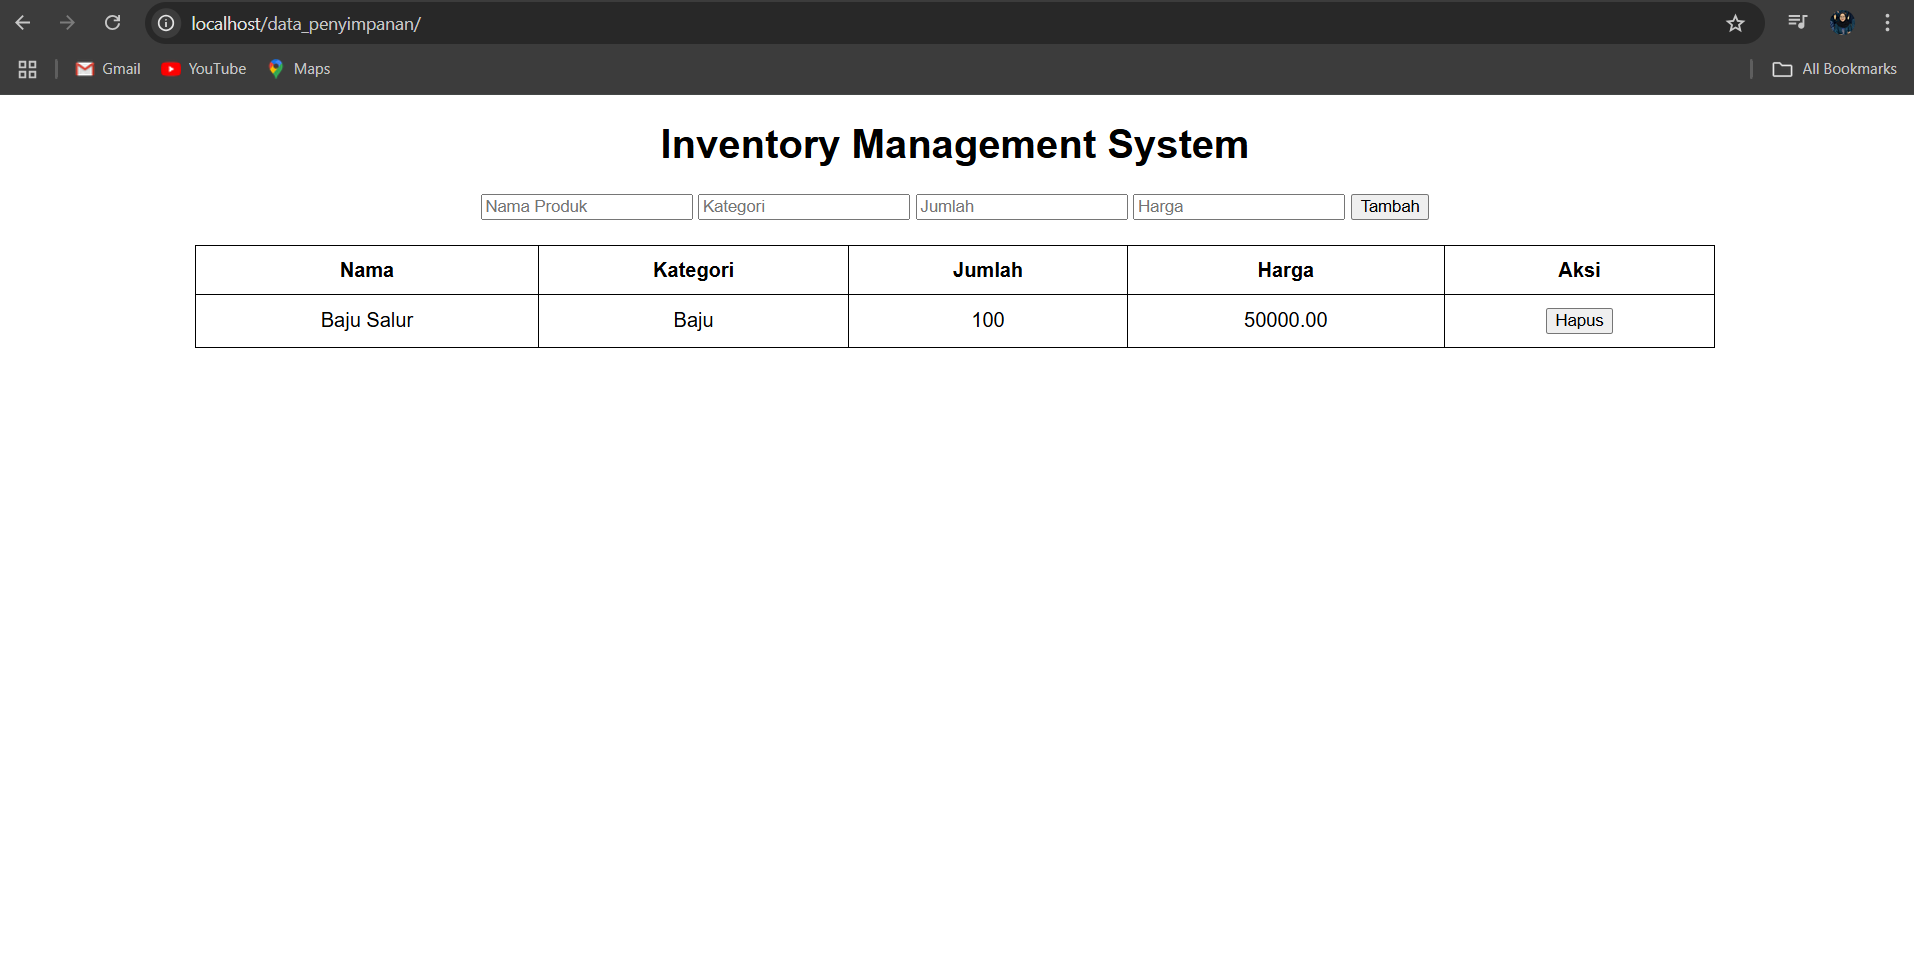 localhost/data_penyimpanan/
Gmail YouTube Maps All Bookmarks
Inventory Management System
Nama Produk Kategori Jumlah Harga Tambah
Nama Kategori Jumlah Harga Aksi
Baju Salur Baju 100 50000.00 Hapus